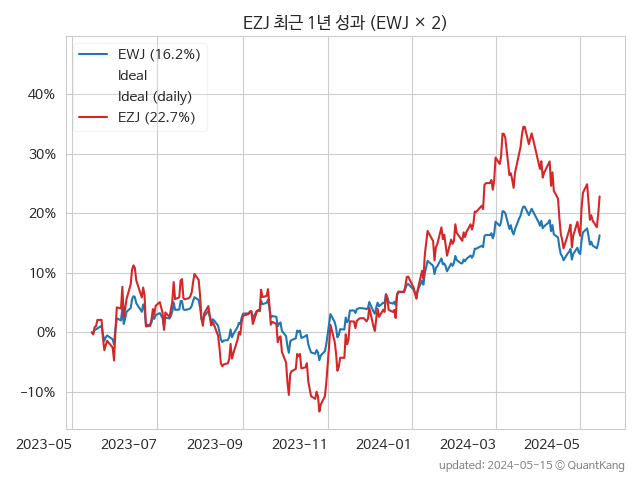 EZJ 최근 1년 성과 (EWJ × 2)
EWJ (16.2%)
Ideal
Ideal (daily)
EZJ (22.7%)
40%
30%
20%
10%
0%
−10%
2023-05 2023-07 2023-09 2023-11 2024-01 2024-03 2024-05
updated: 2024-05-15 © QuantKang